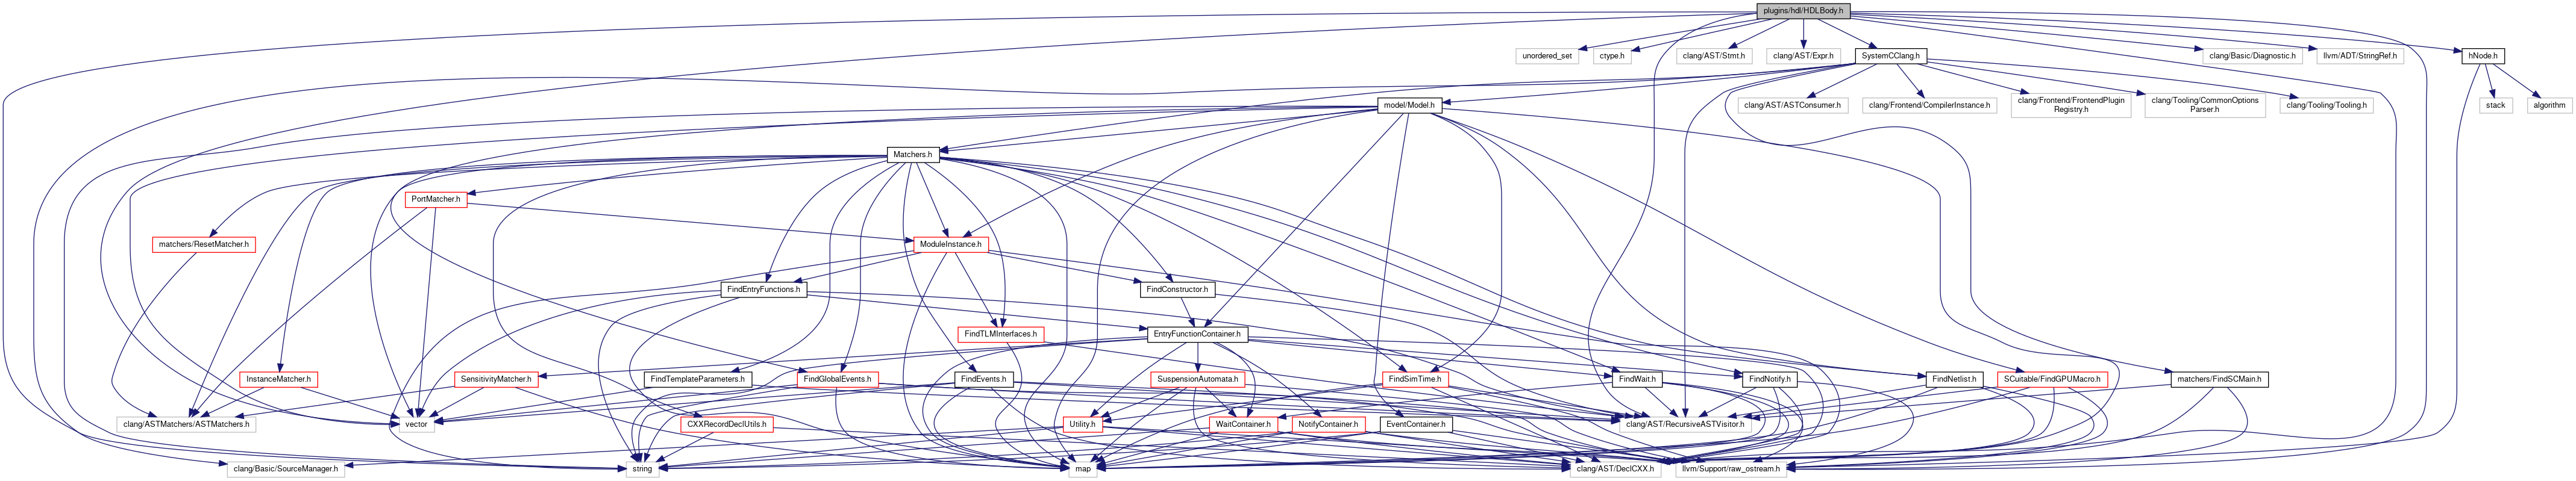 plugins/hdl/HDLBody.h
unordered_set
ctype.h
clang/AST/Stmt.h
clang/AST/Expr.h
SystemCClang.h
clang/Basic/Diagnostic.h
llvm/ADT/StringRef.h
hNode.h
model/Model.h
clang/AST/ASTConsumer.h
clang/Frontend/CompilerInstance.h
clang/Frontend/FrontendPlugin
Registry.h
clang/Tooling/CommonOptions
Parser.h
clang/Tooling/Tooling.h
stack
algorithm
Matchers.h
PortMatcher.h
matchers/ResetMatcher.h
ModuleInstance.h
FindEntryFunctions.h
FindConstructor.h
FindTLMInterfaces.h
EntryFunctionContainer.h
InstanceMatcher.h
SensitivityMatcher.h
FindTemplateParameters.h
FindGlobalEvents.h
FindEvents.h
SuspensionAutomata.h
FindSimTime.h
FindWait.h
FindNotify.h
FindNetlist.h
SCuitable/FindGPUMacro.h
matchers/FindSCMain.h
clang/ASTMatchers/ASTMatchers.h
vector
CXXRecordDeclUtils.h
Utility.h
WaitContainer.h
NotifyContainer.h
EventContainer.h
clang/AST/RecursiveASTVisitor.h
clang/Basic/SourceManager.h
string
map
clang/AST/DeclCXX.h
llvm/Support/raw_ostream.h